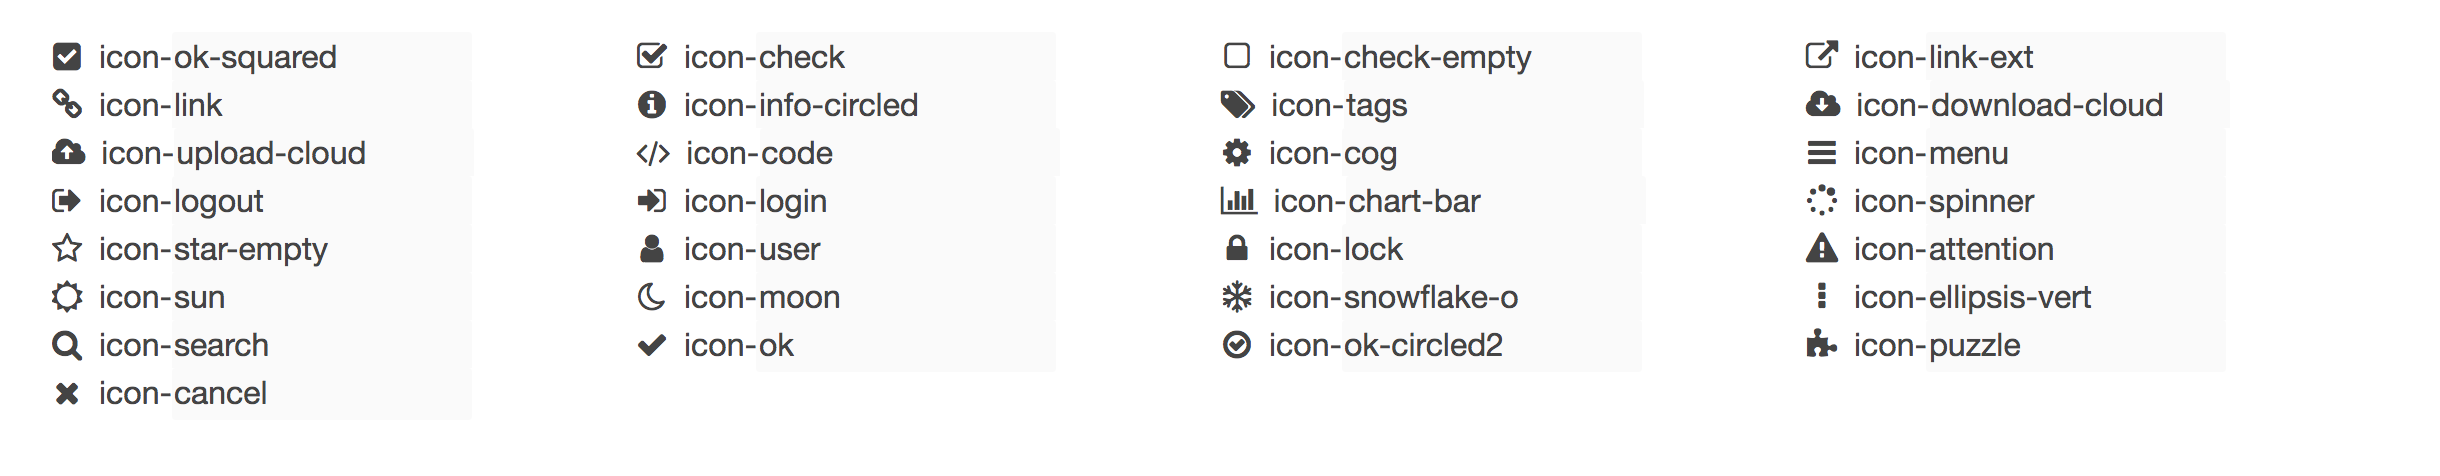 icon-ok-squared icon-check icon-check-empty icon-link-ext
icon-link icon-info-circled icon-tags icon-download-cloud
icon-upload-cloud icon-code icon-cog icon-menu
icon-logout icon-login icon-chart-bar icon-spinner
icon-star-empty icon-user icon-lock icon-attention
icon-sun icon-moon icon-snowflake-o icon-ellipsis-vert
icon-search icon-ok icon-ok-circled2 icon-puzzle
icon-cancel